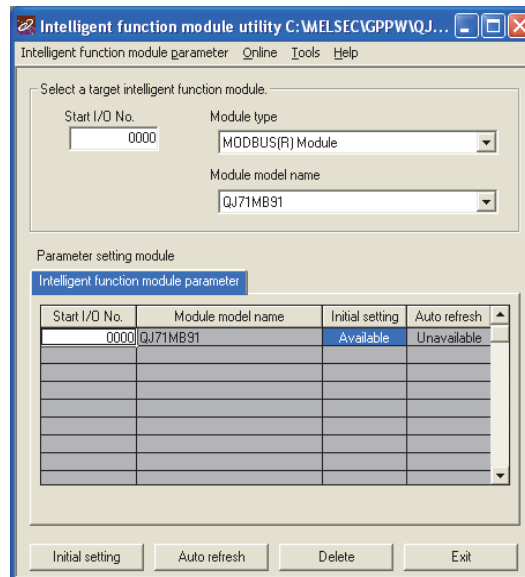 Intelligent function module utility C:\MELSEC\GPPW\QJ...
Intelligent function module parameter Online Tools Help
Select a target intelligent function module.
Start I/O No. Module type
0000 MODBUS(R) Module
Module model name
QJ71MB91
Parameter setting module
Intelligent function module parameter
Start I/O No. Module model name Initial setting Auto refresh
0000 QJ71MB91 Available Unavailable
Initial setting Auto refresh Delete Exit